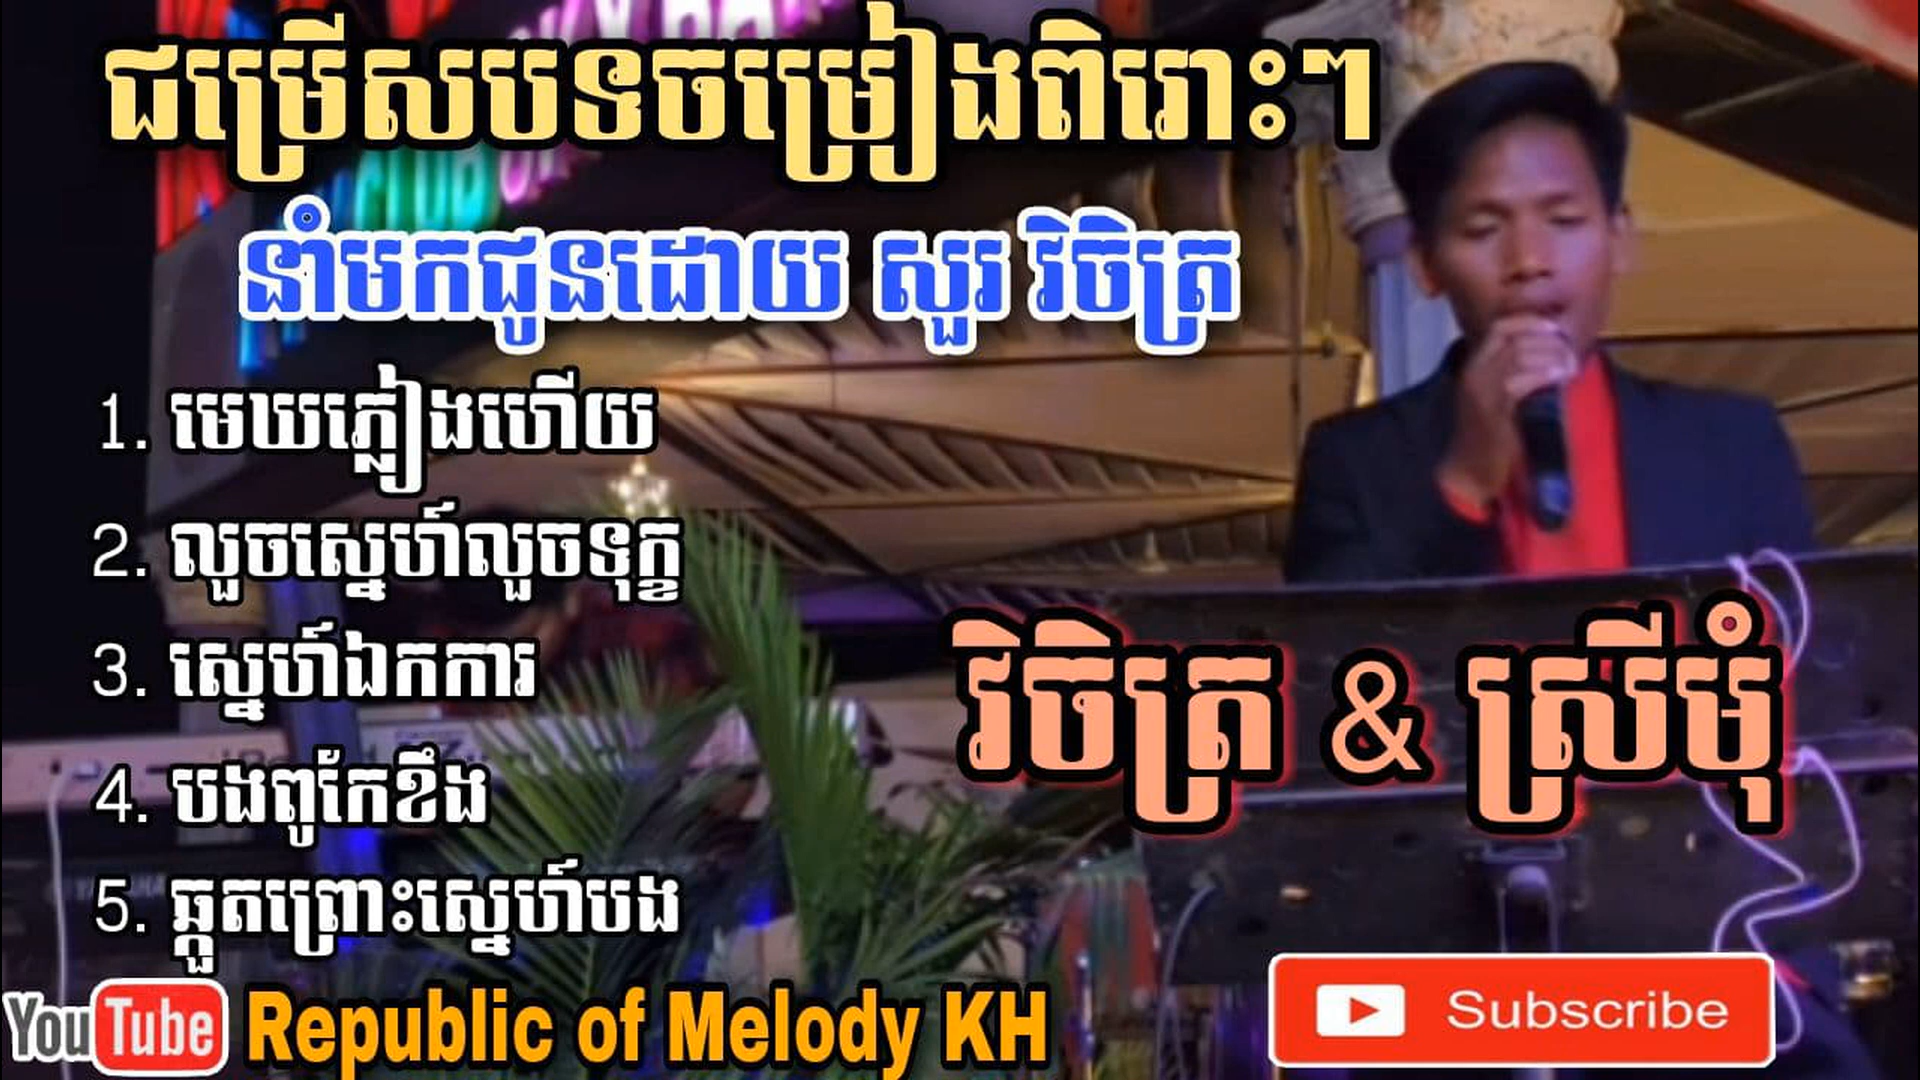 ជម្រើសបទចម្រៀងពិរោះៗ
នាំមកជូនដោយ សួរ វិចិត្រ
1. មេឃភ្លៀងហើយ
2. លួចស្នេហ៍លួចទុក្ខ
3. ស្នេហ៍ឯកការ
4. បងពូកែខឹង
5. ឆ្កួតព្រោះស្នេហ៍បង
វិចិត្រ & ស្រីមុំ
YouTube Republic of Melody KH
Subscribe